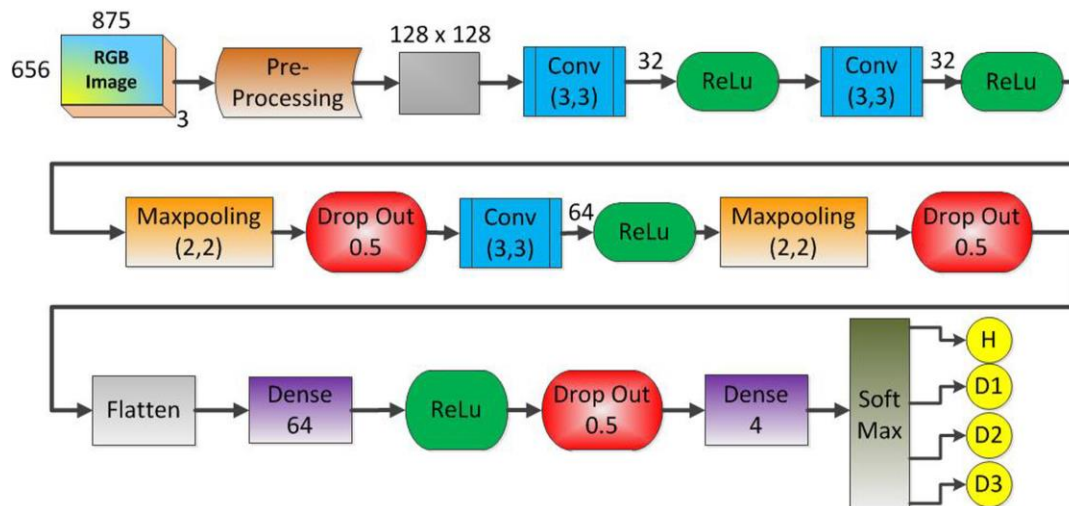 875
656
RGB
Image
3
Pre-
Processing
128 x 128
Conv
(3,3)
32
ReLu
Conv
(3,3)
32
ReLu
Maxpooling
(2,2)
Drop Out
0.5
Conv
(3,3)
64
ReLu
Maxpooling
(2,2)
Drop Out
0.5
Flatten
Dense
64
ReLu
Drop Out
0.5
Dense
4
Soft
Max
H
D1
D2
D3